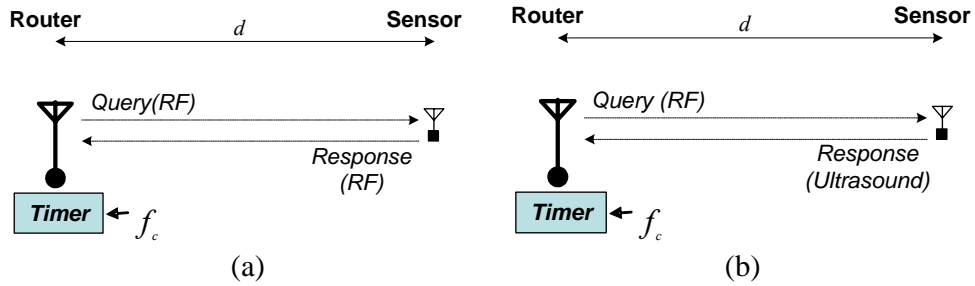 Router Sensor
d
Query(RF)
Response
(RF)
Timer
f_c
(a)
Router Sensor
d
Query (RF)
Response
(Ultrasound)
Timer
f_c
(b)